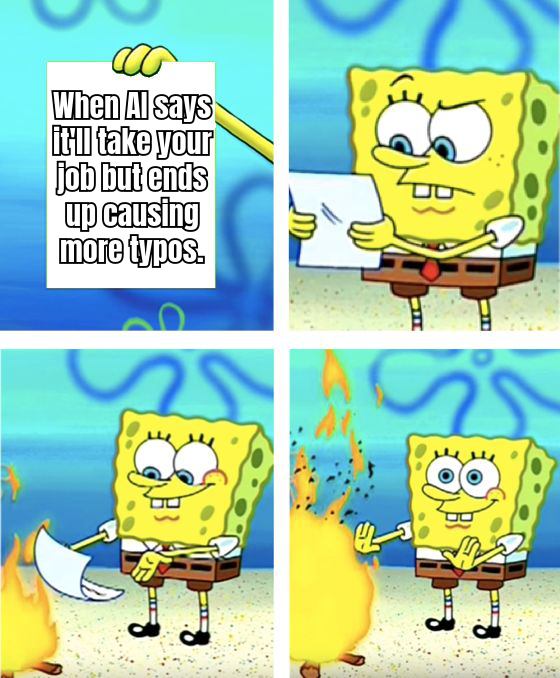 When AI says
it'll take your
job but ends
up causing
more typos.